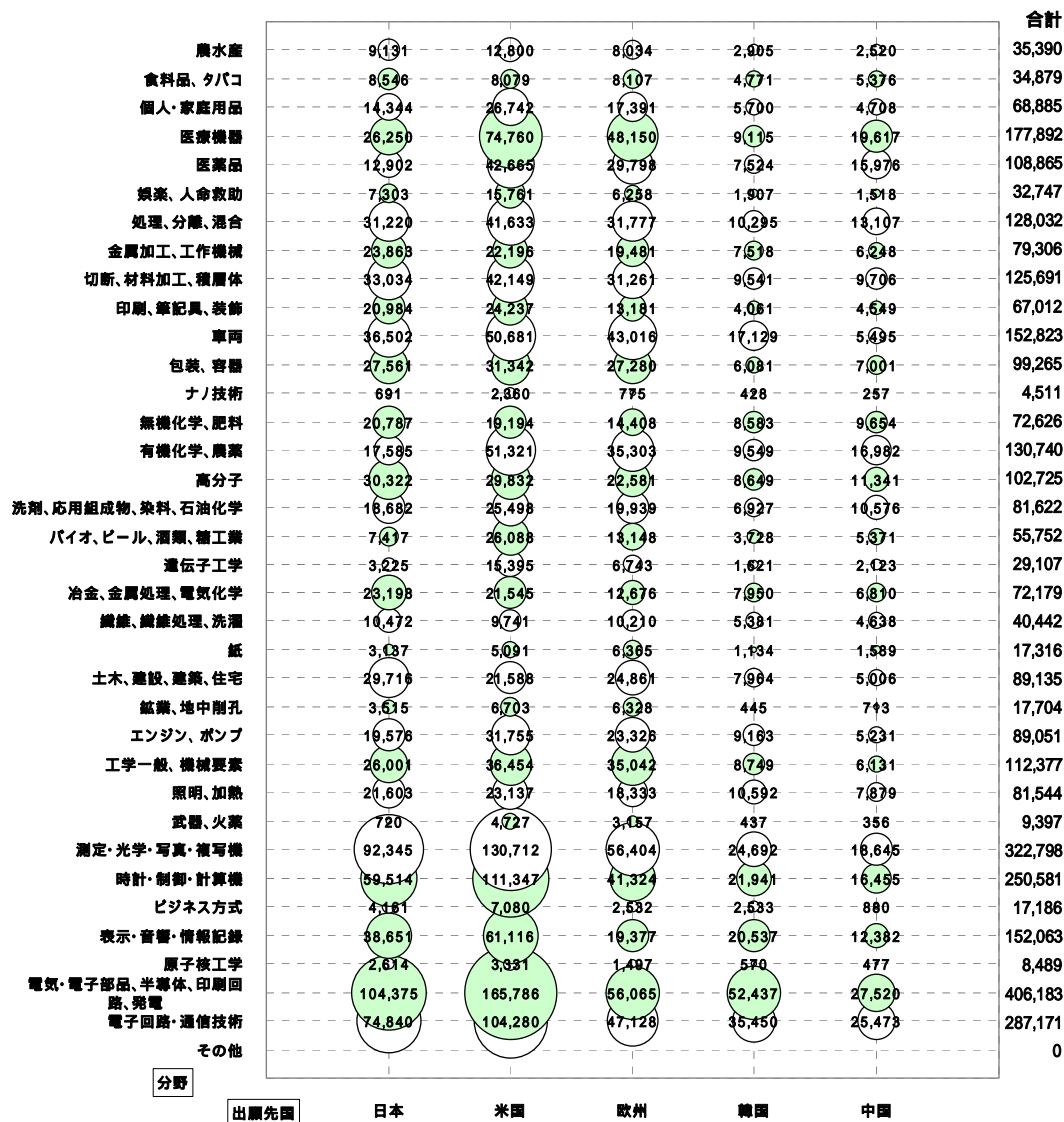 合計
農水産 9,131 12,800 8,034 2,905 2,520 35,390
食料品、タバコ 8,546 8,079 8,107 4,771 5,376 34,879
個人・家庭用品 14,344 26,742 17,391 5,700 4,708 68,885
医療機器 26,250 74,760 48,150 9,115 19,617 177,892
医薬品 12,902 42,665 29,798 7,524 15,976 108,865
娯楽、人命救助 7,303 15,761 6,258 1,907 1,518 32,747
処理、分離、混合 31,220 41,633 31,777 10,295 13,107 128,032
金属加工、工作機械 23,863 22,196 19,481 7,518 6,248 79,306
切断、材料加工、積層体 33,034 42,149 31,261 9,541 9,706 125,691
印刷、筆記具、装飾 20,984 24,237 13,181 4,061 4,549 67,012
車両 36,502 50,681 43,016 17,129 5,495 152,823
包装、容器 27,561 31,342 27,280 6,081 7,001 99,265
ナノ技術 691 2,360 775 428 257 4,511
無機化学、肥料 20,787 19,194 14,408 8,583 9,654 72,626
有機化学、農薬 17,585 51,321 35,303 9,549 16,982 130,740
高分子 30,322 29,832 22,581 8,649 11,341 102,725
洗剤、応用組成物、染料、石油化学 18,682 25,498 19,939 6,927 10,576 81,622
バイオ、ビール、酒類、糖工業 7,417 26,088 13,148 3,728 5,371 55,752
遺伝子工学 3,225 15,395 6,743 1,621 2,123 29,107
冶金、金属処理、電気化学 23,198 21,545 12,676 7,950 6,810 72,179
繊維、繊維処理、洗濯 10,472 9,741 10,210 5,381 4,638 40,442
紙 3,137 5,091 6,365 1,134 1,589 17,316
土木、建設、建築、住宅 29,716 21,588 24,861 7,964 5,006 89,135
鉱業、地中削孔 3,515 6,703 6,328 445 713 17,704
エンジン、ポンプ 19,576 31,755 23,326 9,163 5,231 89,051
工学一般、機械要素 26,001 36,454 35,042 8,749 6,131 112,377
照明、加熱 21,603 23,137 18,333 10,592 7,879 81,544
武器、火薬 720 4,727 3,157 437 356 9,397
測定・光学・写真・複写機 92,345 130,712 56,404 24,692 18,645 322,798
時計・制御・計算機 59,514 111,347 41,324 21,941 16,455 250,581
ビジネス方式 4,161 7,080 2,532 2,533 880 17,186
表示・音響・情報記録 38,651 61,116 19,377 20,537 12,382 152,063
原子核工学 2,614 3,331 1,497 570 477 8,489
電気・電子部品、半導体、印刷回
路、発電 104,375 165,786 56,065 52,437 27,520 406,183
電子回路・通信技術 74,840 104,280 47,128 35,450 25,473 287,171
その他 0
分野
出願先国 日本 米国 欧州 韓国 中国